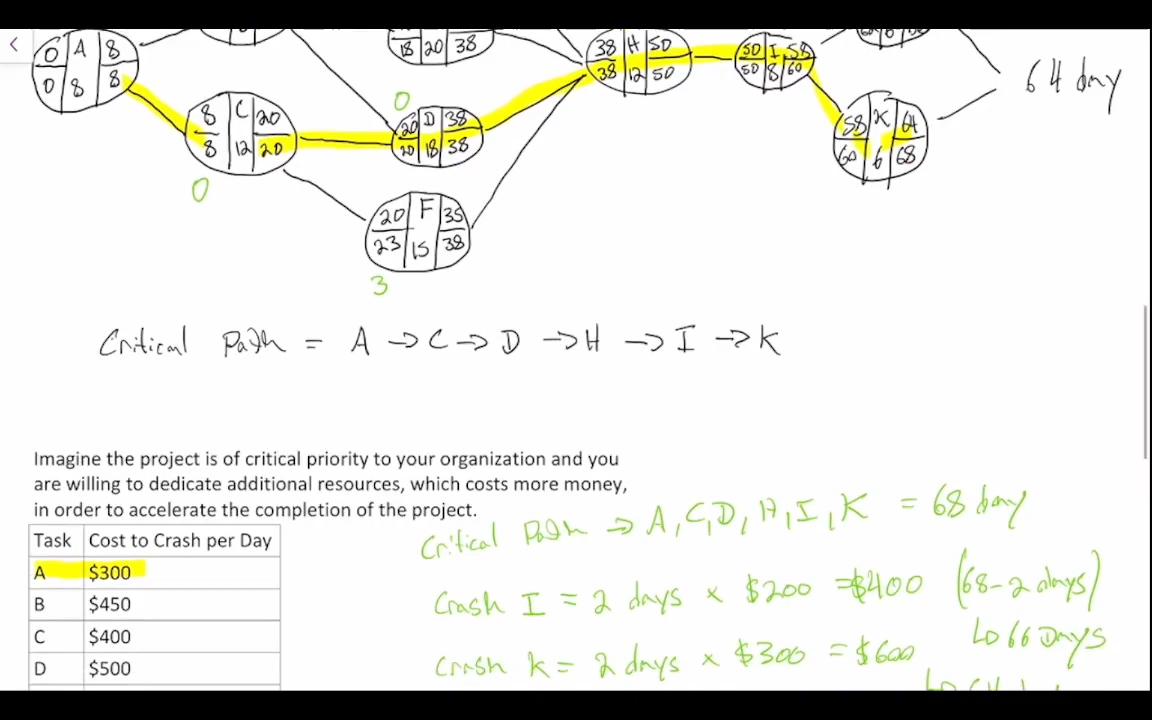 0 A 8
0 8 8
18 20 38
38 H 50
38 12 50
50 I 58
50 8 60
64 day
8 C 20
8 12 20
0
0
20 D 38
20 18 38
58 K 64
60 6 68
20 F 35
23 15 38
3
Critical Path = A → C → D → H → I → K
Imagine the project is of critical priority to your organization and you
are willing to dedicate additional resources, which costs more money,
in order to accelerate the completion of the project.
Task Cost to Crash per Day
A $300
B $450
C $400
D $500
Critical Path → A, C, D, H, I, K = 68 day
Crash I = 2 days × $200 = $400 (68-2 days)
↳ 66 Days
Crash K = 2 days × $300 = $600